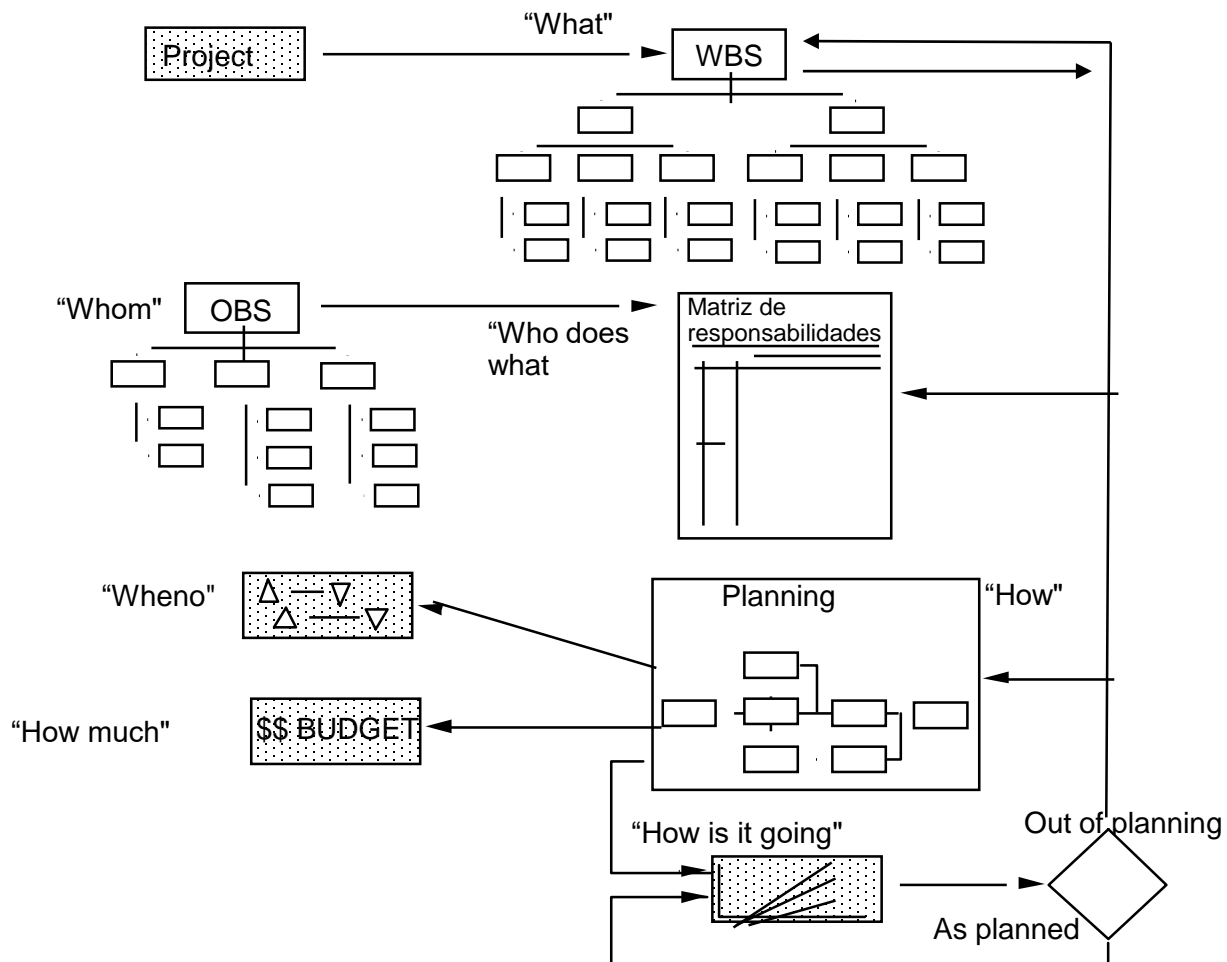 “What"
Project
WBS
“Whom"
OBS
“Who does
what
Matriz de
responsabilidades
“Wheno"
Planning
“How"
“How much"
$$ BUDGET
“How is it going"
Out of planning
As planned